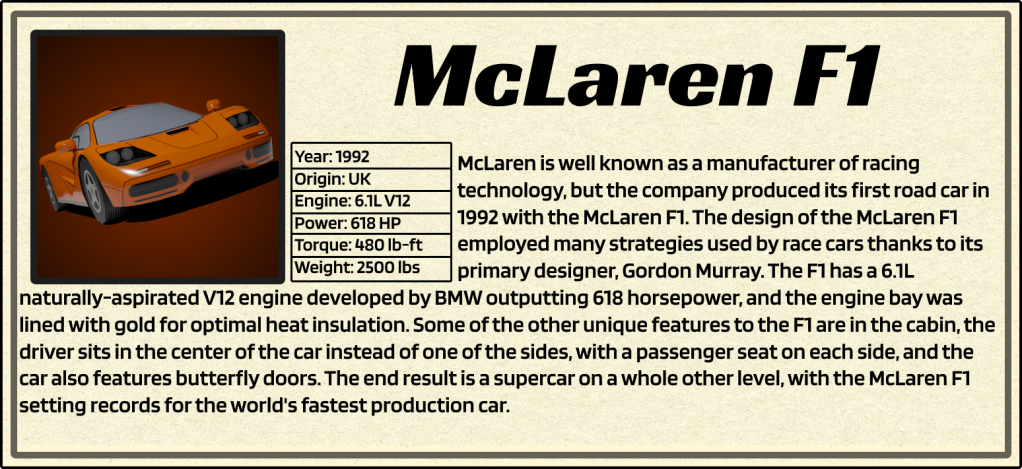 McLaren F1
Year: 1992
Origin: UK
Engine: 6.1L V12
Power: 618 HP
Torque: 480 lb-ft
Weight: 2500 lbs
McLaren is well known as a manufacturer of racing
technology, but the company produced its first road car in
1992 with the McLaren F1. The design of the McLaren F1
employed many strategies used by race cars thanks to its
primary designer, Gordon Murray. The F1 has a 6.1L
naturally-aspirated V12 engine developed by BMW outputting 618 horsepower, and the engine bay was
lined with gold for optimal heat insulation. Some of the other unique features to the F1 are in the cabin, the
driver sits in the center of the car instead of one of the sides, with a passenger seat on each side, and the
car also features butterfly doors. The end result is a supercar on a whole other level, with the McLaren F1
setting records for the world's fastest production car.